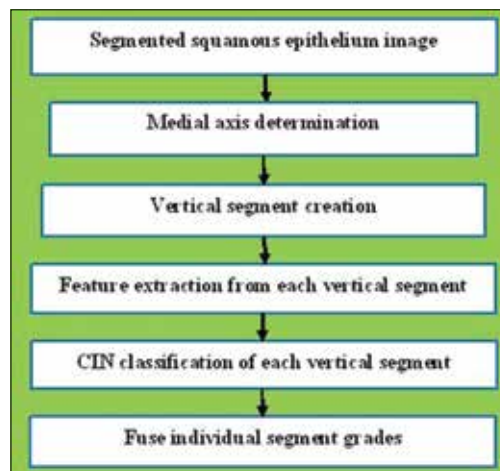 Segmented squamous epithelium image
Medial axis determination
Vertical segment creation
Feature extraction from each vertical segment
CIN classification of each vertical segment
Fuse individual segment grades